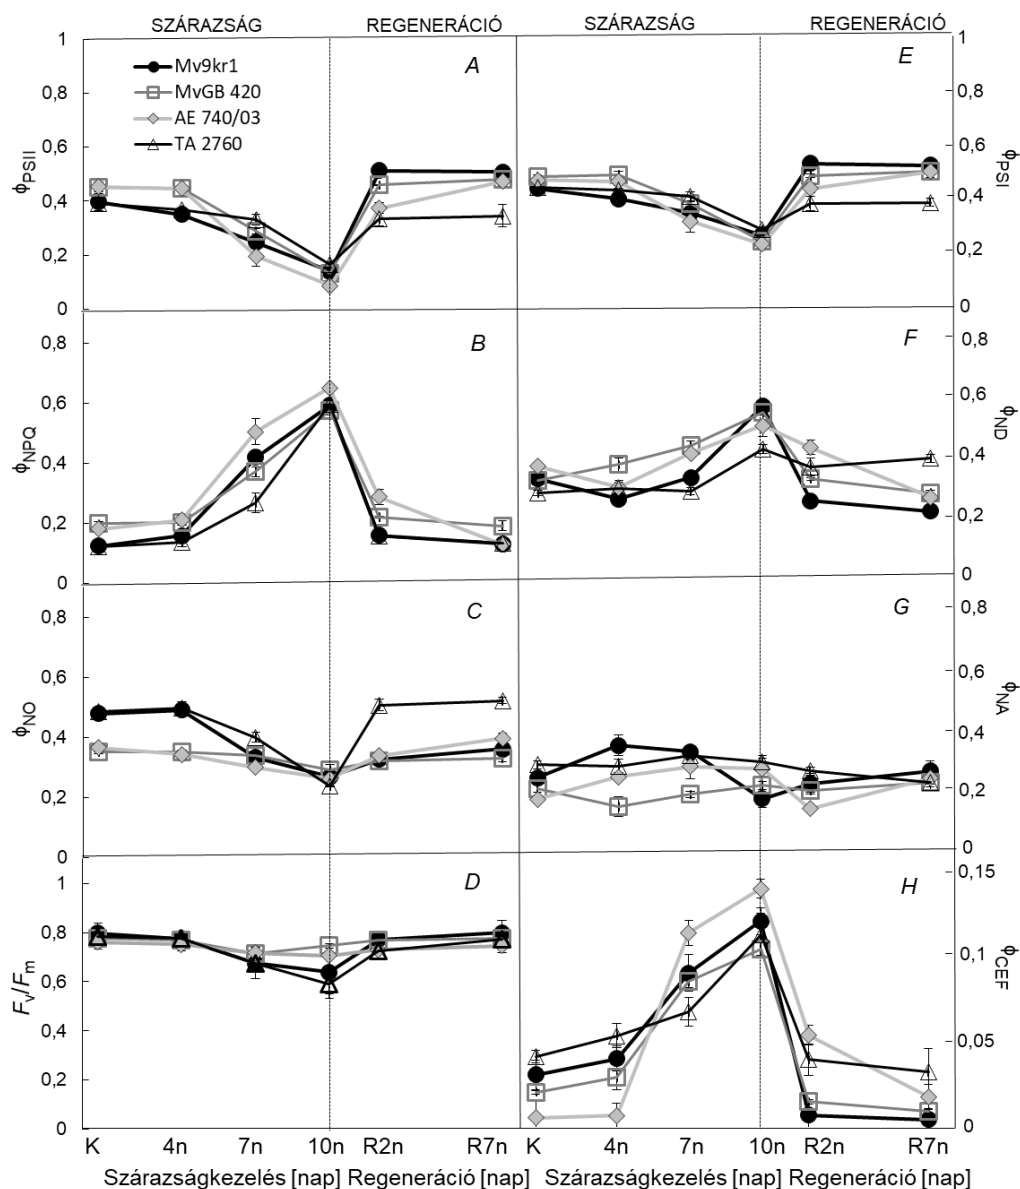 SZÁRAZSÁG REGENERÁCIÓ SZÁRAZSÁG REGENERÁCIÓ
Mv9kr1
MvGB 420
AE 740/03
TA 2760
A
ϕPSII
1
0,8
0,6
0,4
0,2
0
E
ϕPSI
1
0,8
0,6
0,4
0,2
0
B
ϕNPQ
0,8
0,6
0,4
0,2
0
F
ϕND
0,8
0,6
0,4
0,2
0
C
ϕNO
0,8
0,6
0,4
0,2
0
G
ϕNA
0,8
0,6
0,4
0,2
0
D
Fv/Fm
1
0,8
0,6
0,4
0,2
0
H
ϕCEF
0,15
0,1
0,05
0
K 4n 7n 10n R2n R7n K 4n 7n 10n R2n R7n
Szárazságkezelés [nap] Regeneráció [nap] Szárazságkezelés [nap] Regeneráció [nap]